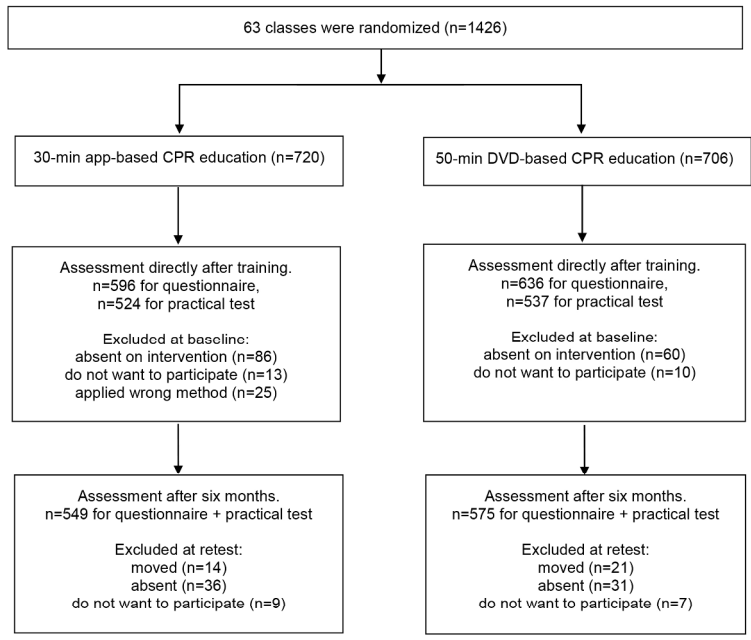 63 classes were randomized (n=1426)
30-min app-based CPR education (n=720)
50-min DVD-based CPR education (n=706)
Assessment directly after training.
n=596 for questionnaire,
n=524 for practical test
Excluded at baseline:
absent on intervention (n=86)
do not want to participate (n=13)
applied wrong method (n=25)
Assessment directly after training.
n=636 for questionnaire,
n=537 for practical test
Excluded at baseline:
absent on intervention (n=60)
do not want to participate (n=10)
Assessment after six months.
n=549 for questionnaire + practical test
Excluded at retest:
moved (n=14)
absent (n=36)
do not want to participate (n=9)
Assessment after six months.
n=575 for questionnaire + practical test
Excluded at retest:
moved (n=21)
absent (n=31)
do not want to participate (n=7)